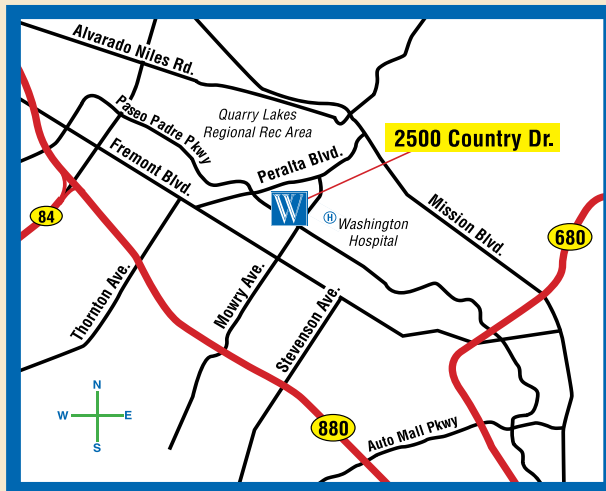 Alvarado Niles Rd.
Paseo Padre Pkwy
Quarry Lakes
Regional Rec Area
2500 Country Dr.
Fremont Blvd.
Peralta Blvd.
84
W
H
Washington
Hospital
Mission Blvd.
680
Thornton Ave.
Mowry Ave.
Stevenson Ave.
N
W
E
S
880
Auto Mall Pkwy